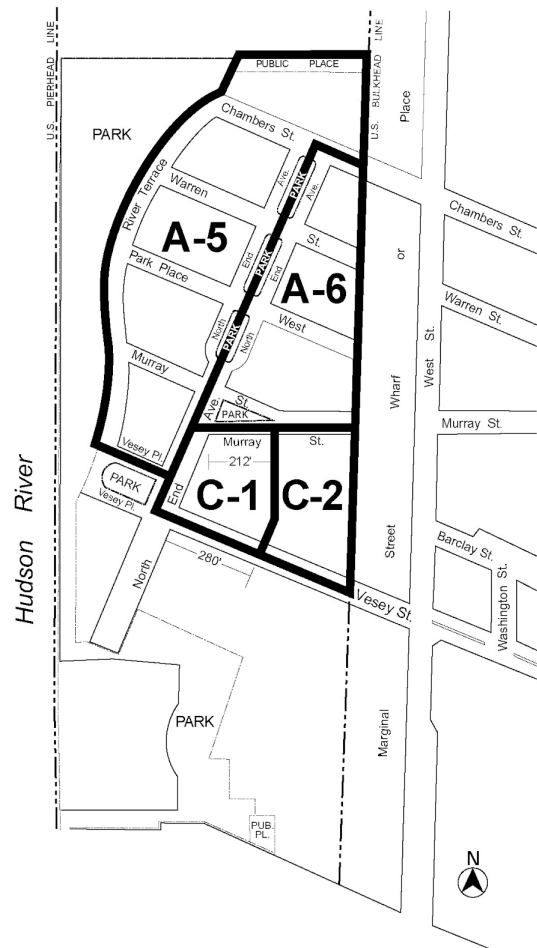 U.S. PIERHEAD LINE
U.S. BULKHEAD LINE
PUBLIC PLACE
Place
PARK
Chambers St.
River Terrace
Warren St.
Ave.
PARK
Ave.
Chambers St.
A-5
End
PARK
End
A-6
or
Park Place
West
Warren St.
North
PARK
North
West St.
Wharf
Murray St.
Ave.
PARK
Murray St.
Vesey Pl.
Murray St.
212'
PARK
Vesey Pl.
End
C-1
C-2
Hudson River
Street
Barclay St.
280'
North
Vesey St.
Washington St.
PARK
Marginal
PUB.
PL.
N